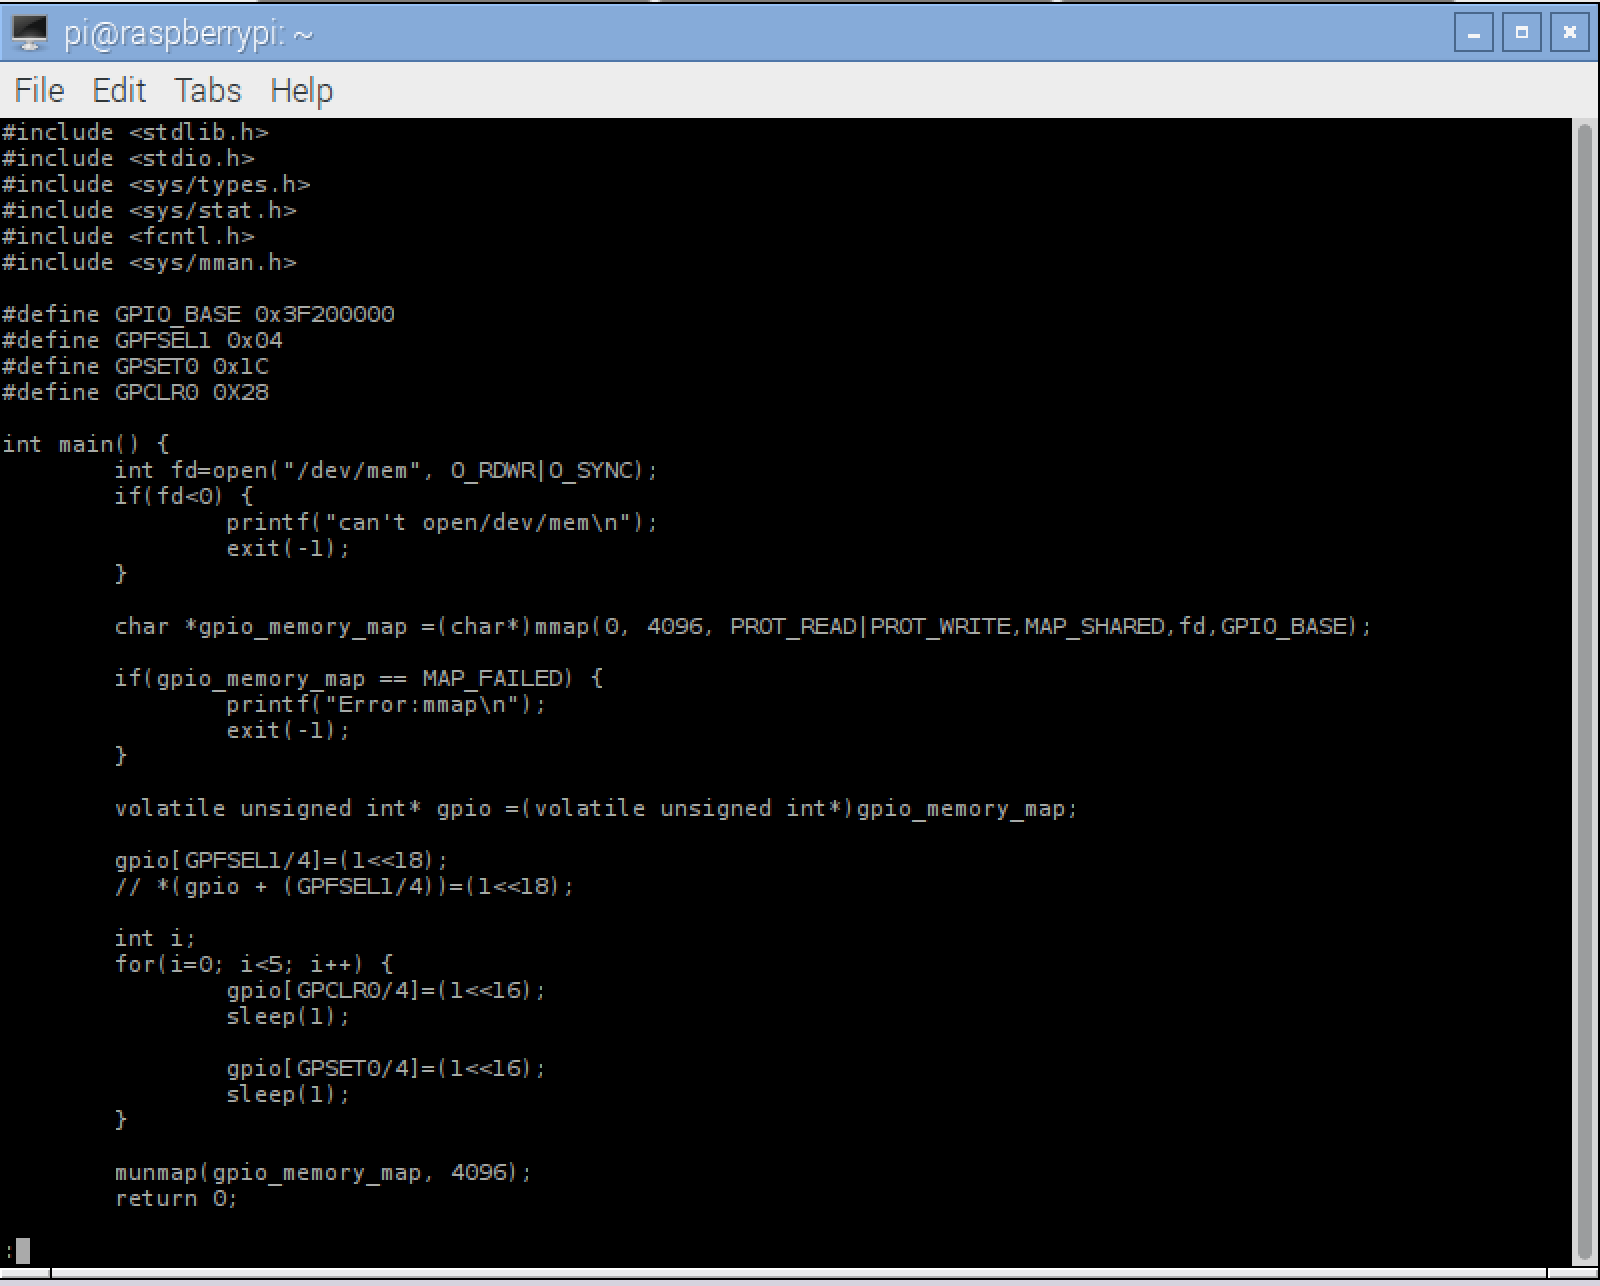 pi@raspberrypi: ~
File Edit Tabs Help
#include <stdlib.h>
#include <stdio.h>
#include <sys/types.h>
#include <sys/stat.h>
#include <fcntl.h>
#include <sys/mman.h>

#define GPIO_BASE 0x3F200000
#define GPFSEL1 0x04
#define GPSET0 0x1C
#define GPCLR0 0X28

int main() {
        int fd=open("/dev/mem", O_RDWR|O_SYNC);
        if(fd<0) {
                printf("can't open/dev/mem\n");
                exit(-1);
        }

        char *gpio_memory_map =(char*)mmap(0, 4096, PROT_READ|PROT_WRITE,MAP_SHARED,fd,GPIO_BASE);

        if(gpio_memory_map == MAP_FAILED) {
                printf("Error:mmap\n");
                exit(-1);
        }

        volatile unsigned int* gpio =(volatile unsigned int*)gpio_memory_map;

        gpio[GPFSEL1/4]=(1<<18);
        // *(gpio + (GPFSEL1/4))=(1<<18);

        int i;
        for(i=0; i<5; i++) {
                gpio[GPCLR0/4]=(1<<16);
                sleep(1);

                gpio[GPSET0/4]=(1<<16);
                sleep(1);
        }

        munmap(gpio_memory_map, 4096);
        return 0;

: